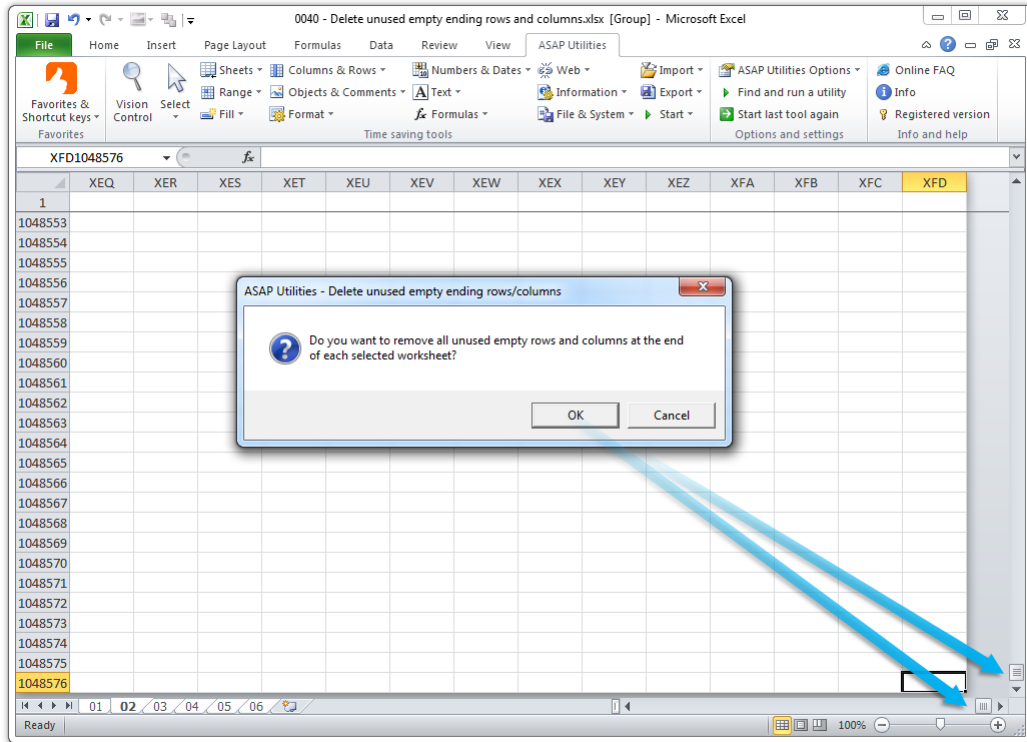 0040 - Delete unused empty ending rows and columns.xlsx [Group] - Microsoft Excel
File Home Insert Page Layout Formulas Data Review View ASAP Utilities
Sheets Columns & Rows Numbers & Dates Web Import ASAP Utilities Options Online FAQ
Range Objects & Comments A Text Information Export Find and run a utility Info
Favorites & Shortcut keys Vision Control Select Fill Format fx Formulas File & System Start Start last tool again Registered version
Favorites Time saving tools Options and settings Info and help
XFD1048576 fx
XEQ XER XES XET XEU XEV XEW XEX XEY XEZ XFA XFB XFC XFD
1
1048553
1048554
1048555
1048556
1048557
1048558
1048559
1048560
1048561
1048562
1048563
1048564
1048565
1048566
1048567
1048568
1048569
1048570
1048571
1048572
1048573
1048574
1048575
1048576
ASAP Utilities - Delete unused empty ending rows/columns
Do you want to remove all unused empty rows and columns at the end
of each selected worksheet?
OK Cancel
01 02 03 04 05 06
Ready 100%